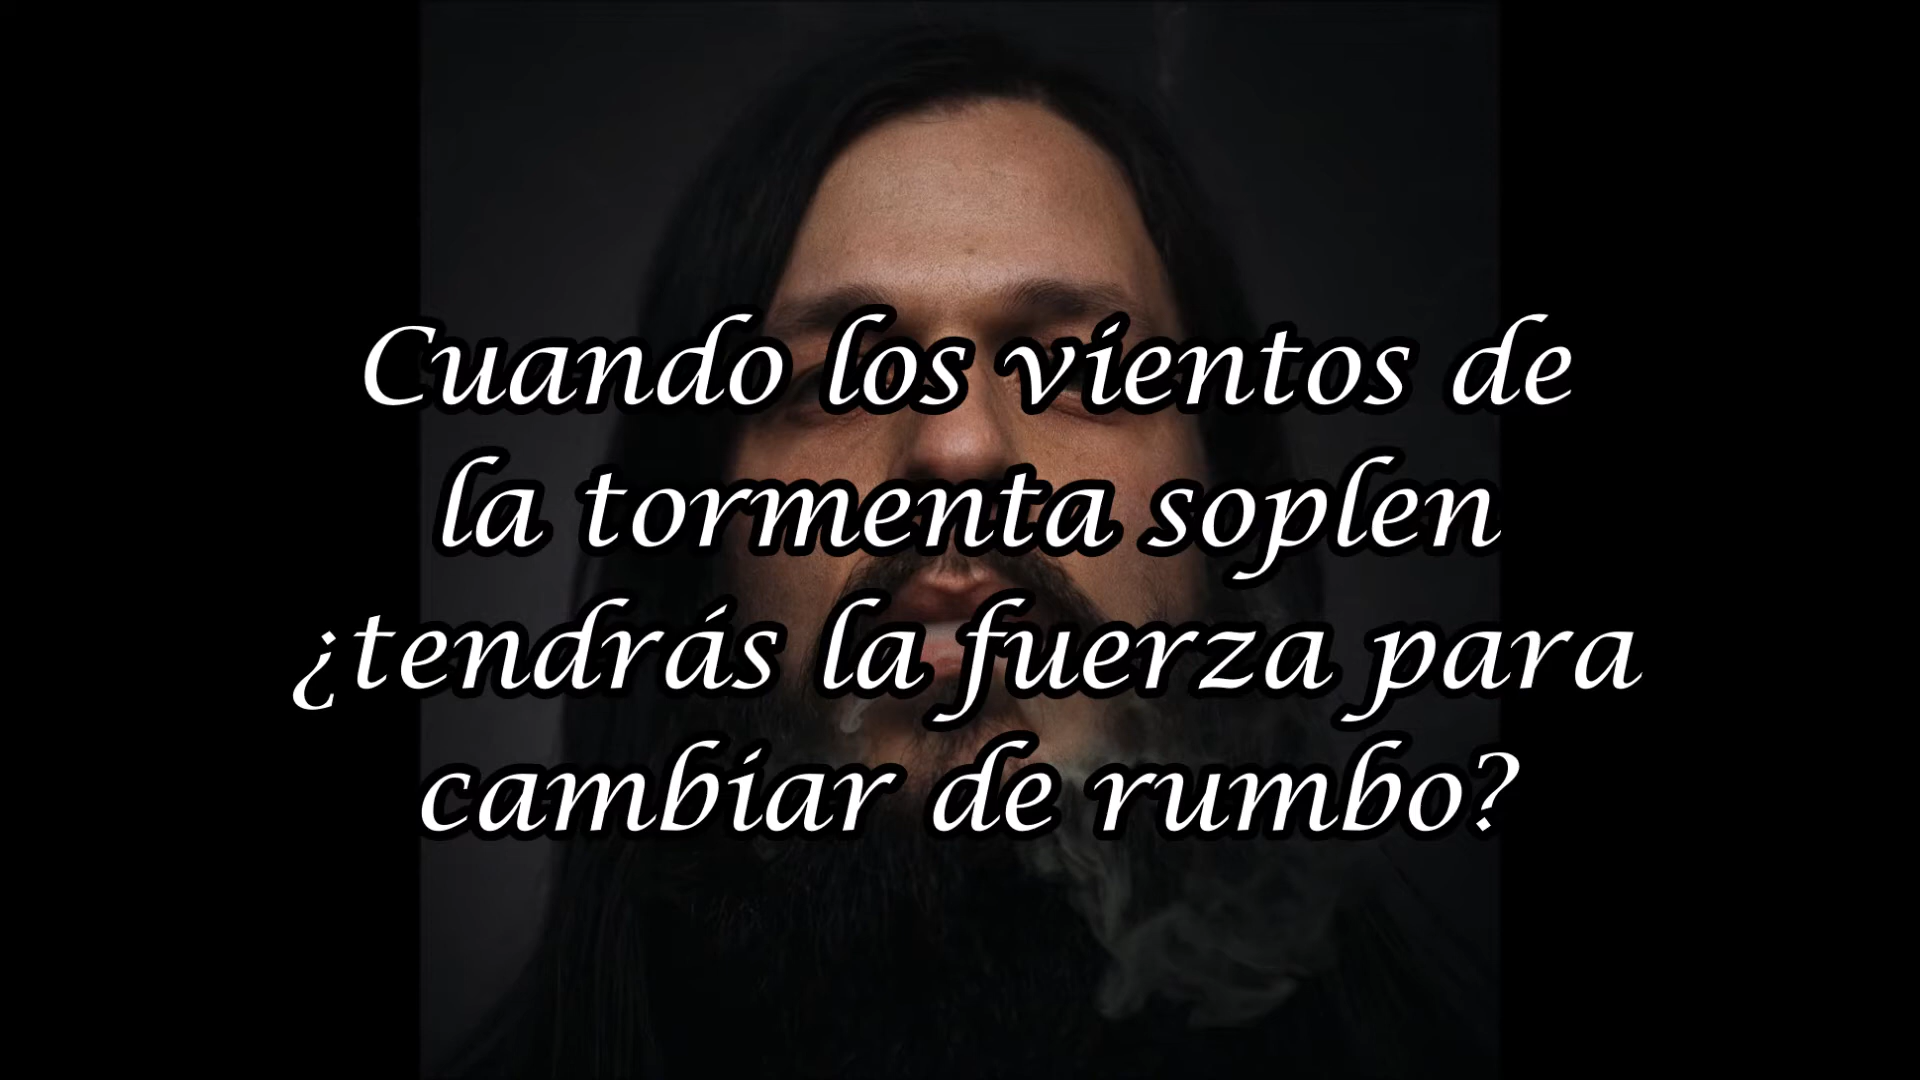 Cuando los vientos de
la tormenta soplen
¿tendrás la fuerza para
cambiar de rumbo?